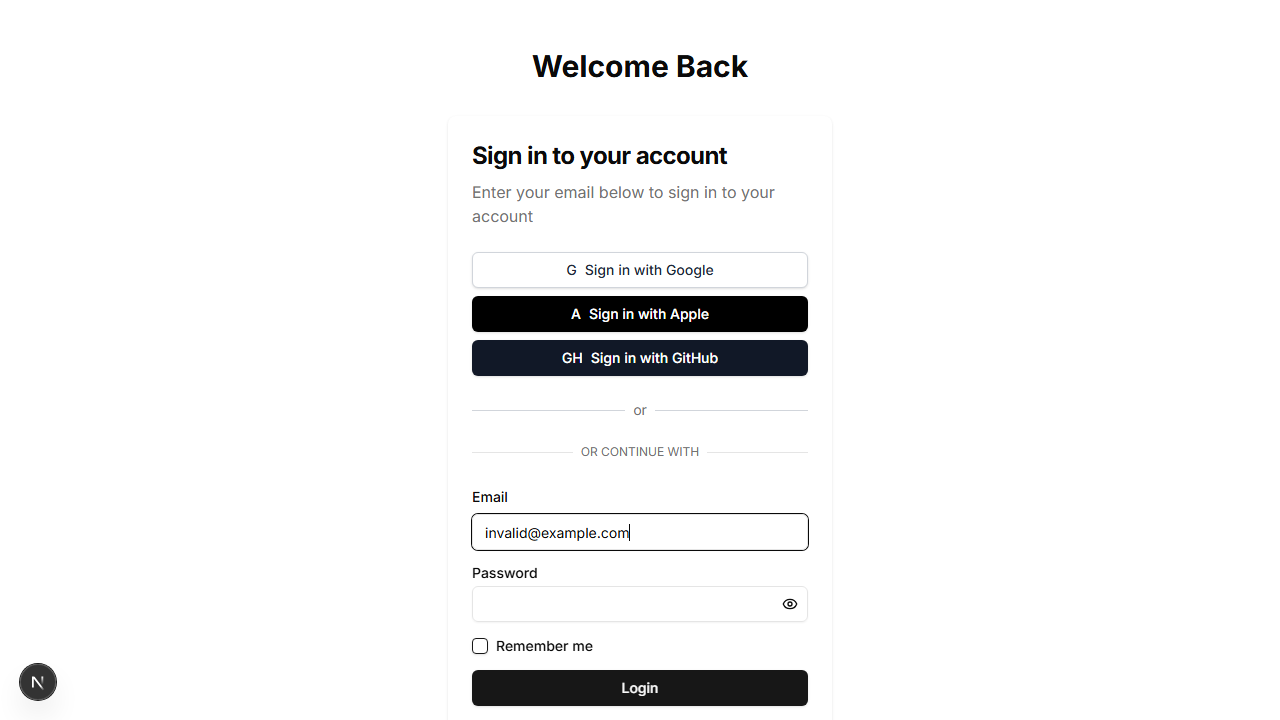 Welcome Back
Sign in to your account
Enter your email below to sign in to your
account
G Sign in with Google
A Sign in with Apple
GH Sign in with GitHub
or
OR CONTINUE WITH
Email
invalid@example.com
Password
Remember me
Login
N